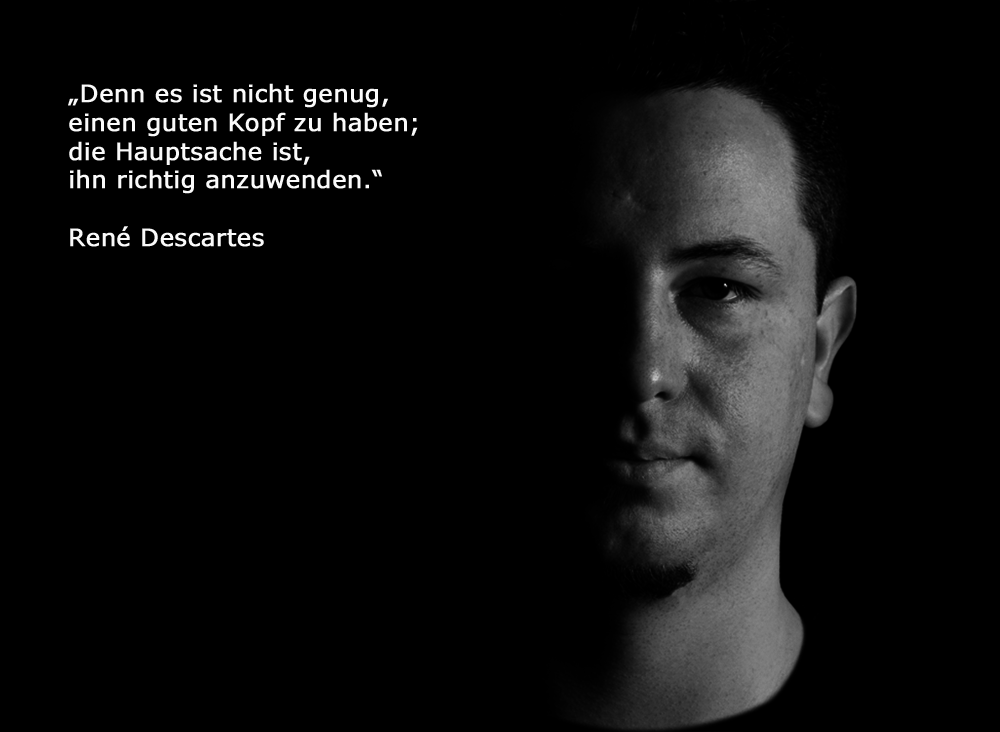 „Denn es ist nicht genug,
einen guten Kopf zu haben;
die Hauptsache ist,
ihn richtig anzuwenden.‟

René Descartes